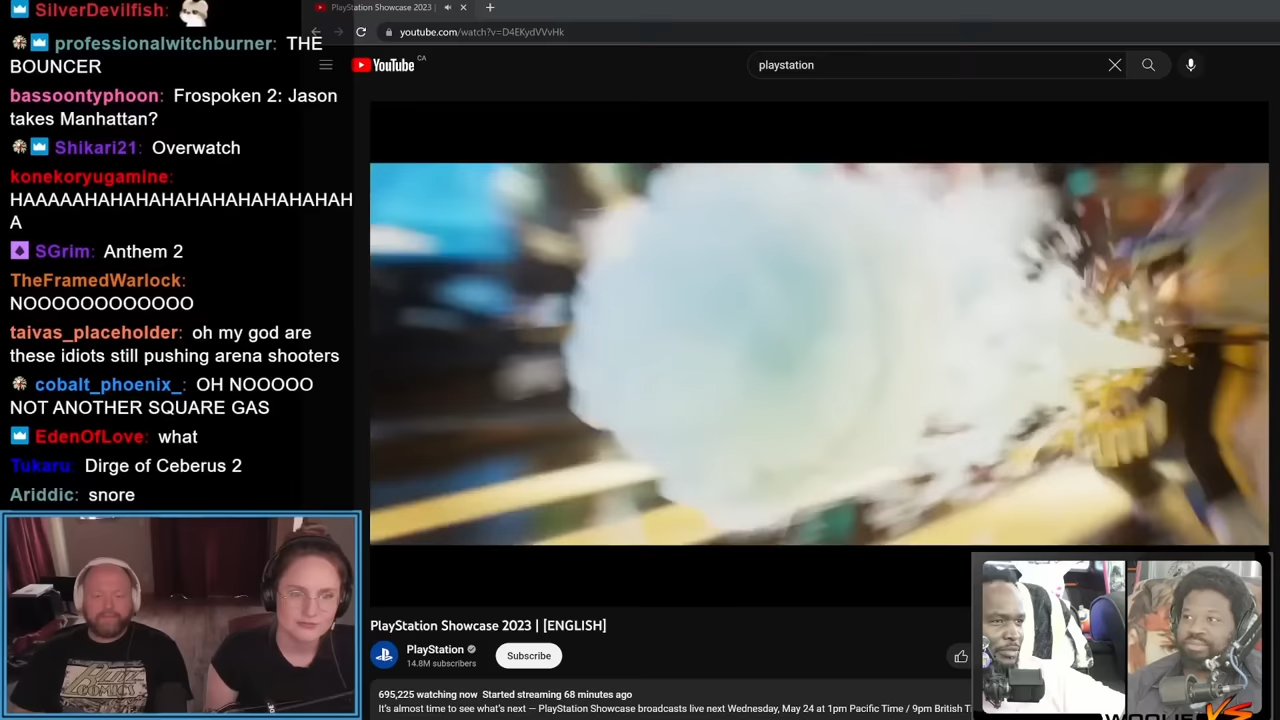 SilverDevilfish:
professionalwitchburner: THE
BOUNCER
bassoontyphoon: Frospoken 2: Jason
takes Manhattan?
Shikari21: Overwatch
konekoryugamine:
HAAAAAHAHAHAHAHAHAHAHAHAHAH
A
SGrim: Anthem 2
TheFramedWarlock:
NOOOOOOOOOOOO
taivas_placeholder: oh my god are
these idiots still pushing arena shooters
cobalt_phoenix_: OH NOOOOO
NOT ANOTHER SQUARE GAS
EdenOfLove: what
Tukaru: Dirge of Ceberus 2
Ariddic: snore
PlayStation Showcase 2023 |
youtube.com/watch?v=D4EKydVVvHk
YouTube CA
playstation
PlayStation Showcase 2023 | [ENGLISH]
PlayStation
14.8M subscribers
Subscribe
695,225 watching now Started streaming 68 minutes ago
It's almost time to see what's next — PlayStation Showcase broadcasts live next Wednesday, May 24 at 1pm Pacific Time / 9pm British T
VS